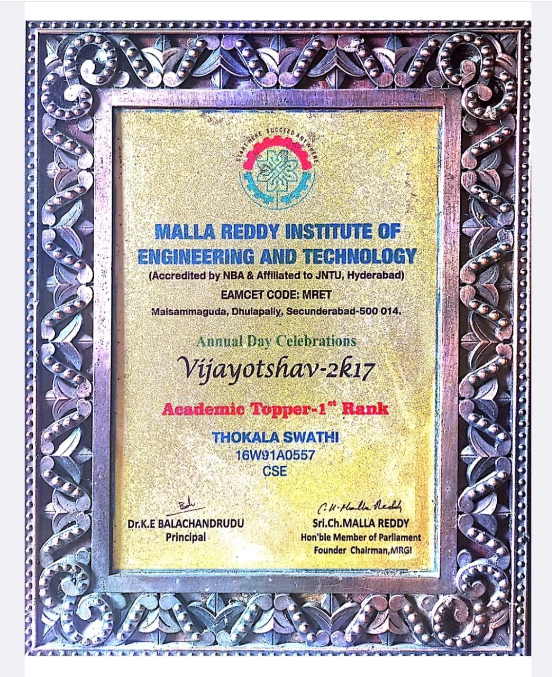 START HERE SUCCEED ANYWHERE
MALLA REDDY INSTITUTE OF
ENGINEERING AND TECHNOLOGY
(Accredited by NBA & Affiliated to JNTU, Hyderabad)
EAMCET CODE: MRET
Maisammaguda, Dhulapally, Secunderabad-500 014.
Annual Day Celebrations
Vijayotshav-2k17
Academic Topper-1st Rank
THOKALA SWATHI
16W91A0557
CSE
Ch. Malla Reddy
Dr.K.E BALACHANDRUDU
Principal
Sri.Ch.MALLA REDDY
Hon'ble Member of Parliament
Founder Chairman,MRGI